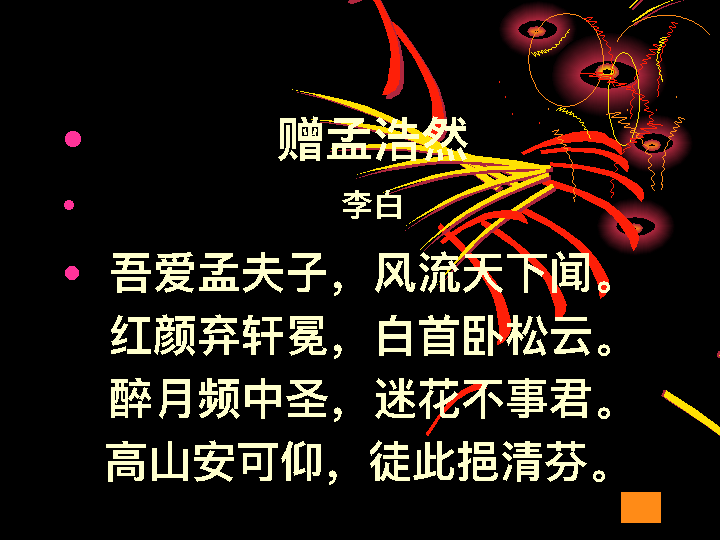 赠孟浩然
李白
吾爱孟夫子，风流天下闻。
红颜弃轩冕，白首卧松云。
醉月频中圣，迷花不事君。
高山安可仰，徒此挹清芬。